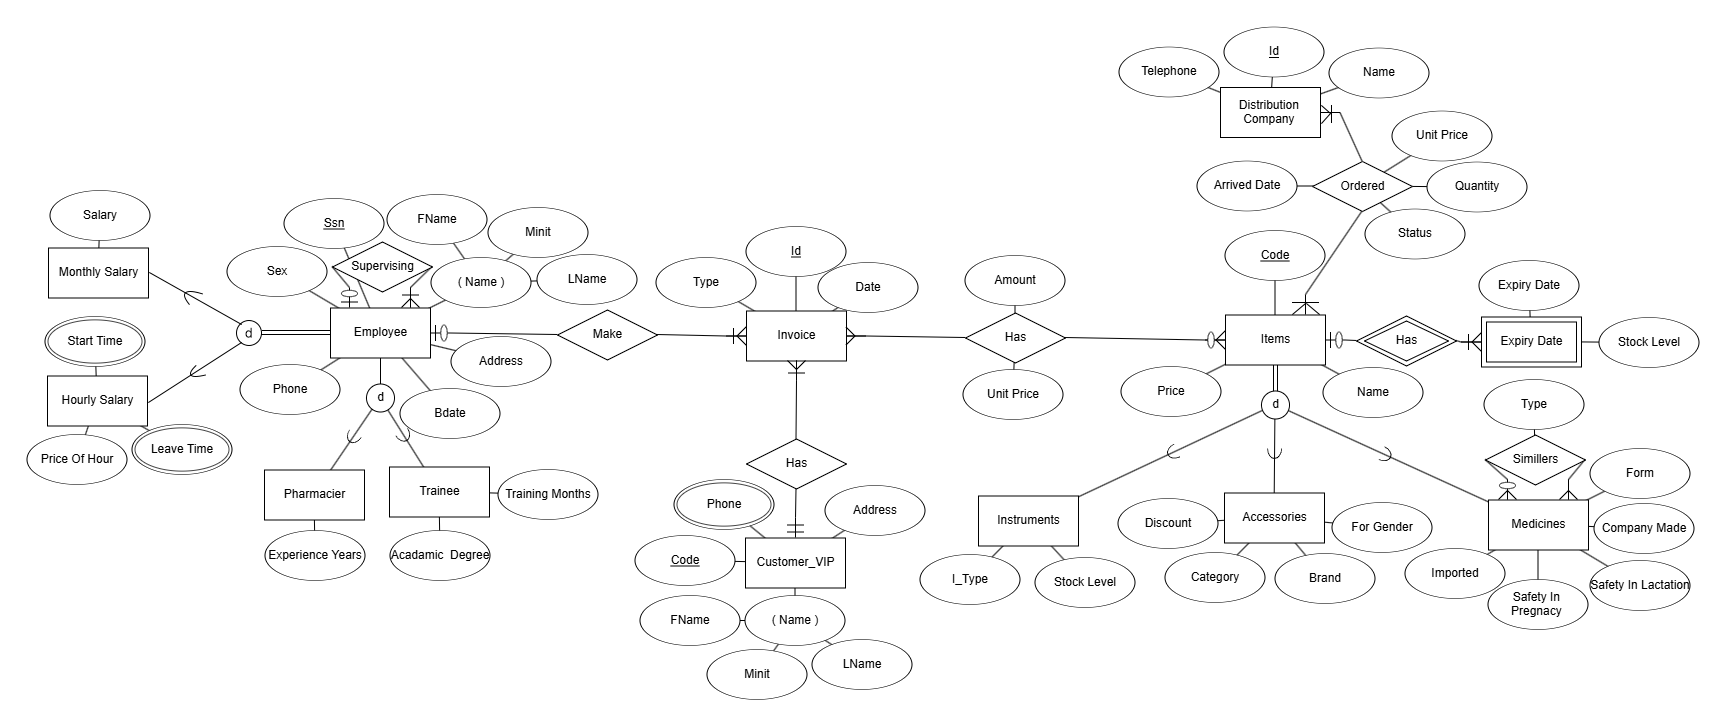 Id
Telephone
Name
Distribution
Company
Unit Price
Arrived Date
Ordered
Quantity
Status
Salary
Monthly Salary
Ssn
FName
Minit
Sex
Supervising
( Name )
LName
Id
Type
Date
Code
Amount
Expiry Date
Start Time
d
Employee
Make
Invoice
Has
Items
Has
Expiry Date
Stock Level
Address
Phone
Bdate
d
Hourly Salary
Price Of Hour
Leave Time
Unit Price
Price
Name
d
Type
Has
Simillers
Form
Pharmacier
Trainee
Training Months
Experience Years
Acadamic  Degree
Phone
Address
Code
Customer_VIP
FName
( Name )
Minit
LName
Instruments
I_Type
Stock Level
Discount
Accessories
For Gender
Category
Brand
Medicines
Company Made
Imported
Safety In Lactation
Safety In
Pregnacy